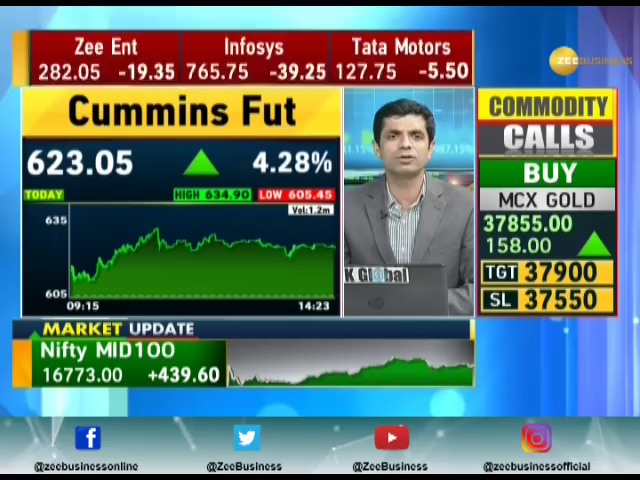 Zee Ent
282.05 -19.35
Infosys
765.75 -39.25
Tata Motors
127.75 -5.50
ZEE BUSINESS
Cummins Fut
623.05 4.28%
TODAY HIGH 634.90 LOW 605.45
Vol:1.2m
635
605
09:15 14:23
K Global
COMMODITY
CALLS
BUY
MCX GOLD
37855.00
158.00
TGT 37900
SL 37550
MARKET UPDATE
Nifty MID100
16773.00 +439.60
@zeebusinessonline
@ZeeBusiness
@ZeeBusiness
@zeebusinessofficial